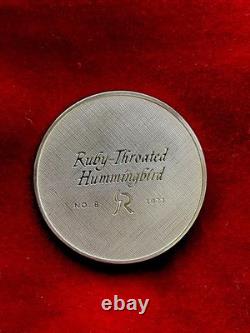 Ruby-Throated
Hummingbird
NO. 8 R
ebay